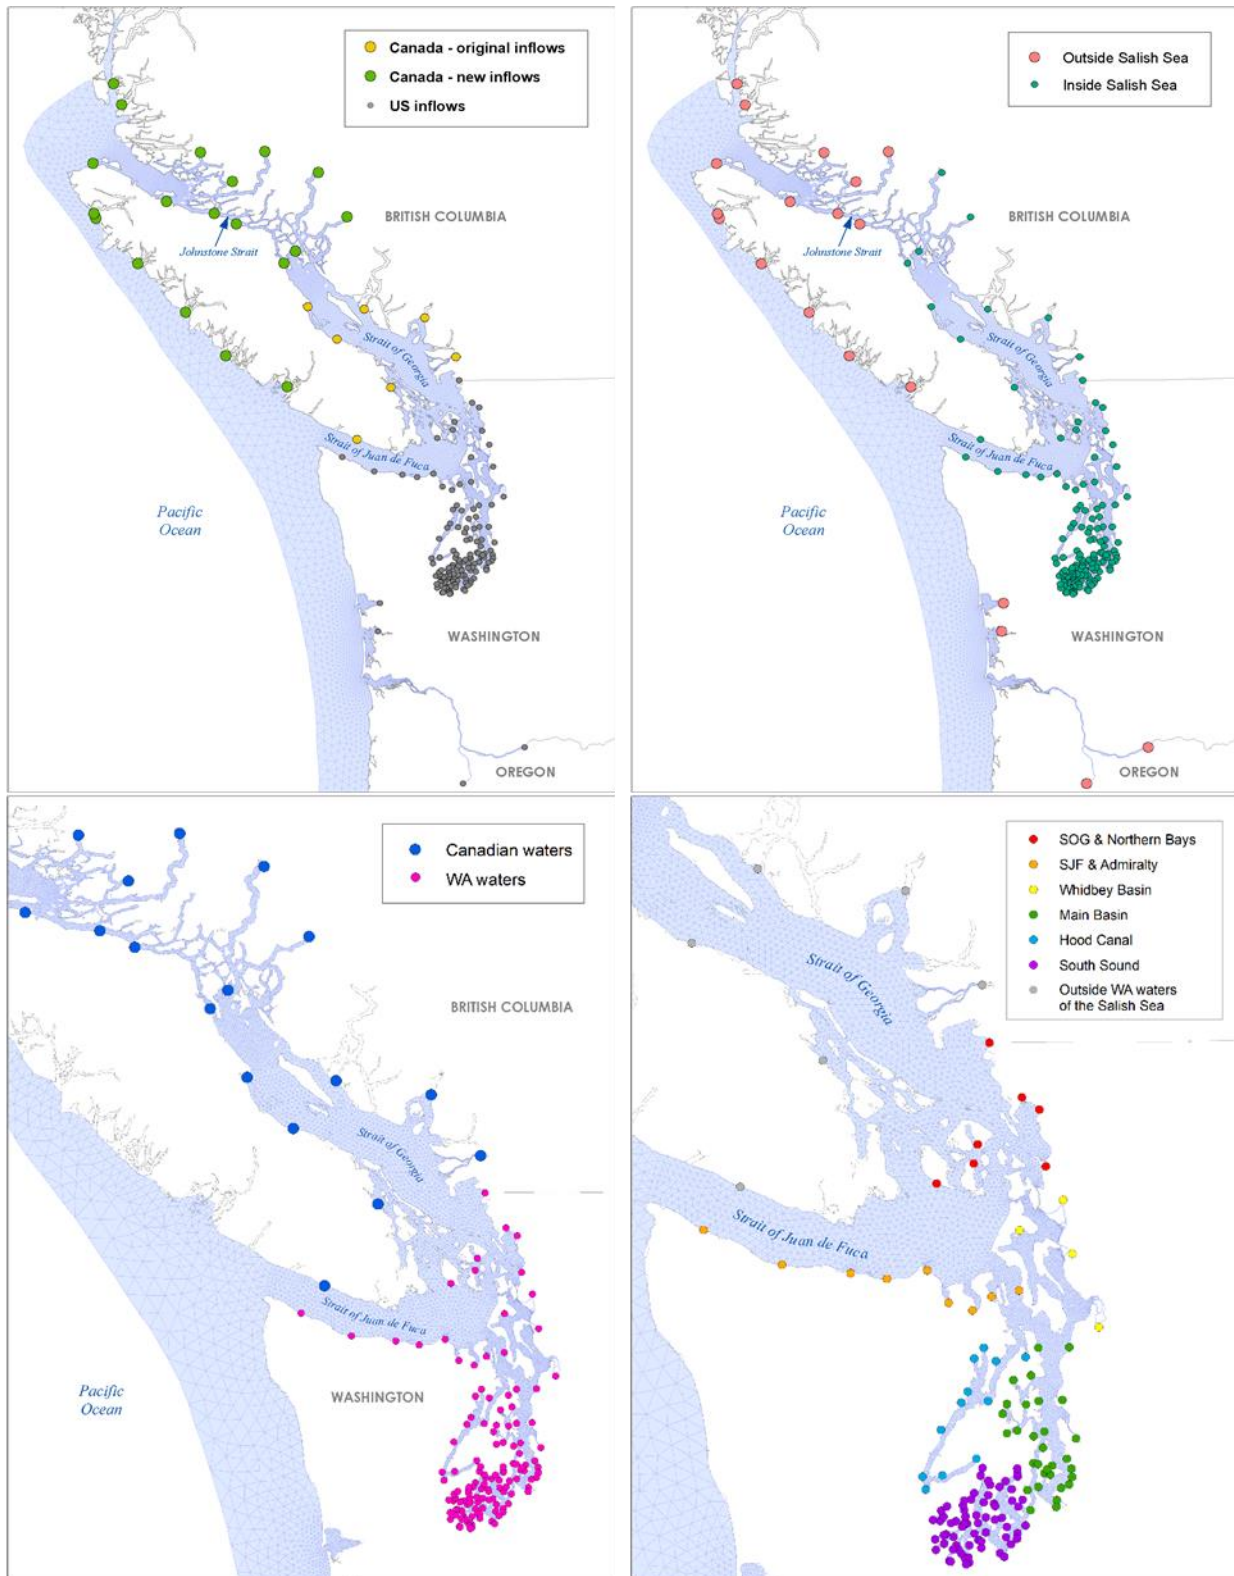 Canada - original inflows
Canada - new inflows
US inflows
BRITISH COLUMBIA
Johnstone Strait
Strait of Georgia
Strait of Juan de Fuca
Pacific
Ocean
WASHINGTON
OREGON
Outside Salish Sea
Inside Salish Sea
BRITISH COLUMBIA
Johnstone Strait
Strait of Georgia
Strait of Juan de Fuca
Pacific
Ocean
WASHINGTON
OREGON
Canadian waters
WA waters
BRITISH COLUMBIA
Strait of Georgia
Strait of Juan de Fuca
Pacific
Ocean
WASHINGTON
SOG & Northern Bays
SJF & Admiralty
Whidbey Basin
Main Basin
Hood Canal
South Sound
Outside WA waters
of the Salish Sea
Strait of Georgia
Strait of Juan de Fuca